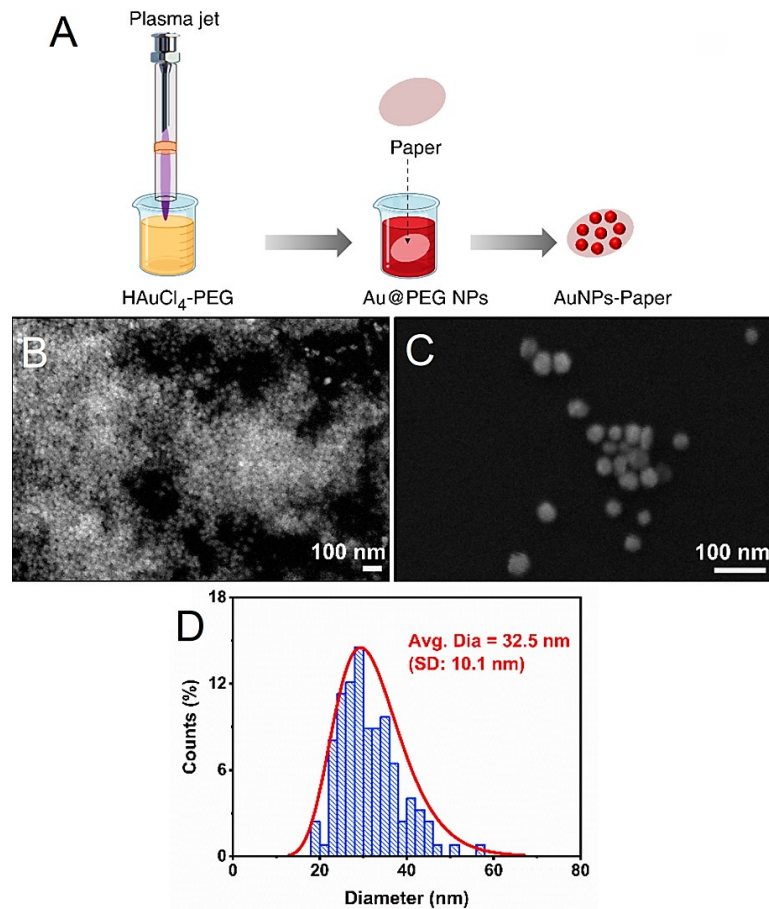 A
Plasma jet
Paper
HAuCl₄-PEG
Au@PEG NPs
AuNPs-Paper
B
100 nm
C
100 nm
D
Avg. Dia = 32.5 nm
(SD: 10.1 nm)
Counts (%)
18
12
6
0
0 20 40 60 80
Diameter (nm)